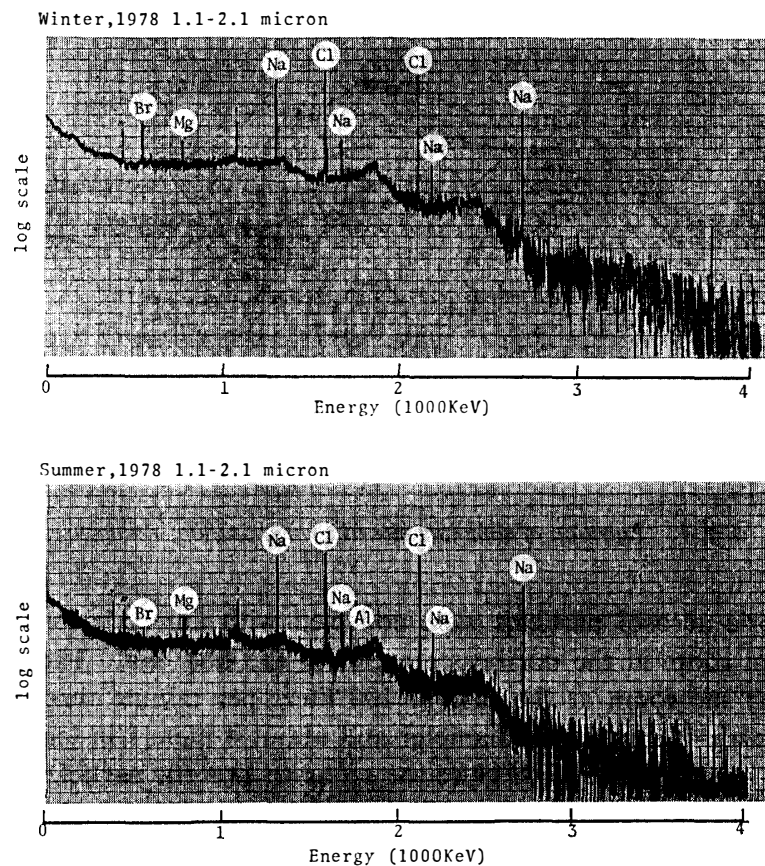 Winter,1978 1.1-2.1 micron
Na Cl Cl Na
Br Mg Na Na
log scale
0 1 2 3 4
Energy (1000KeV)
Summer,1978 1.1-2.1 micron
Na Cl Cl Na
Br Mg Na Al Na
log scale
0 1 2 3 4
Energy (1000KeV)